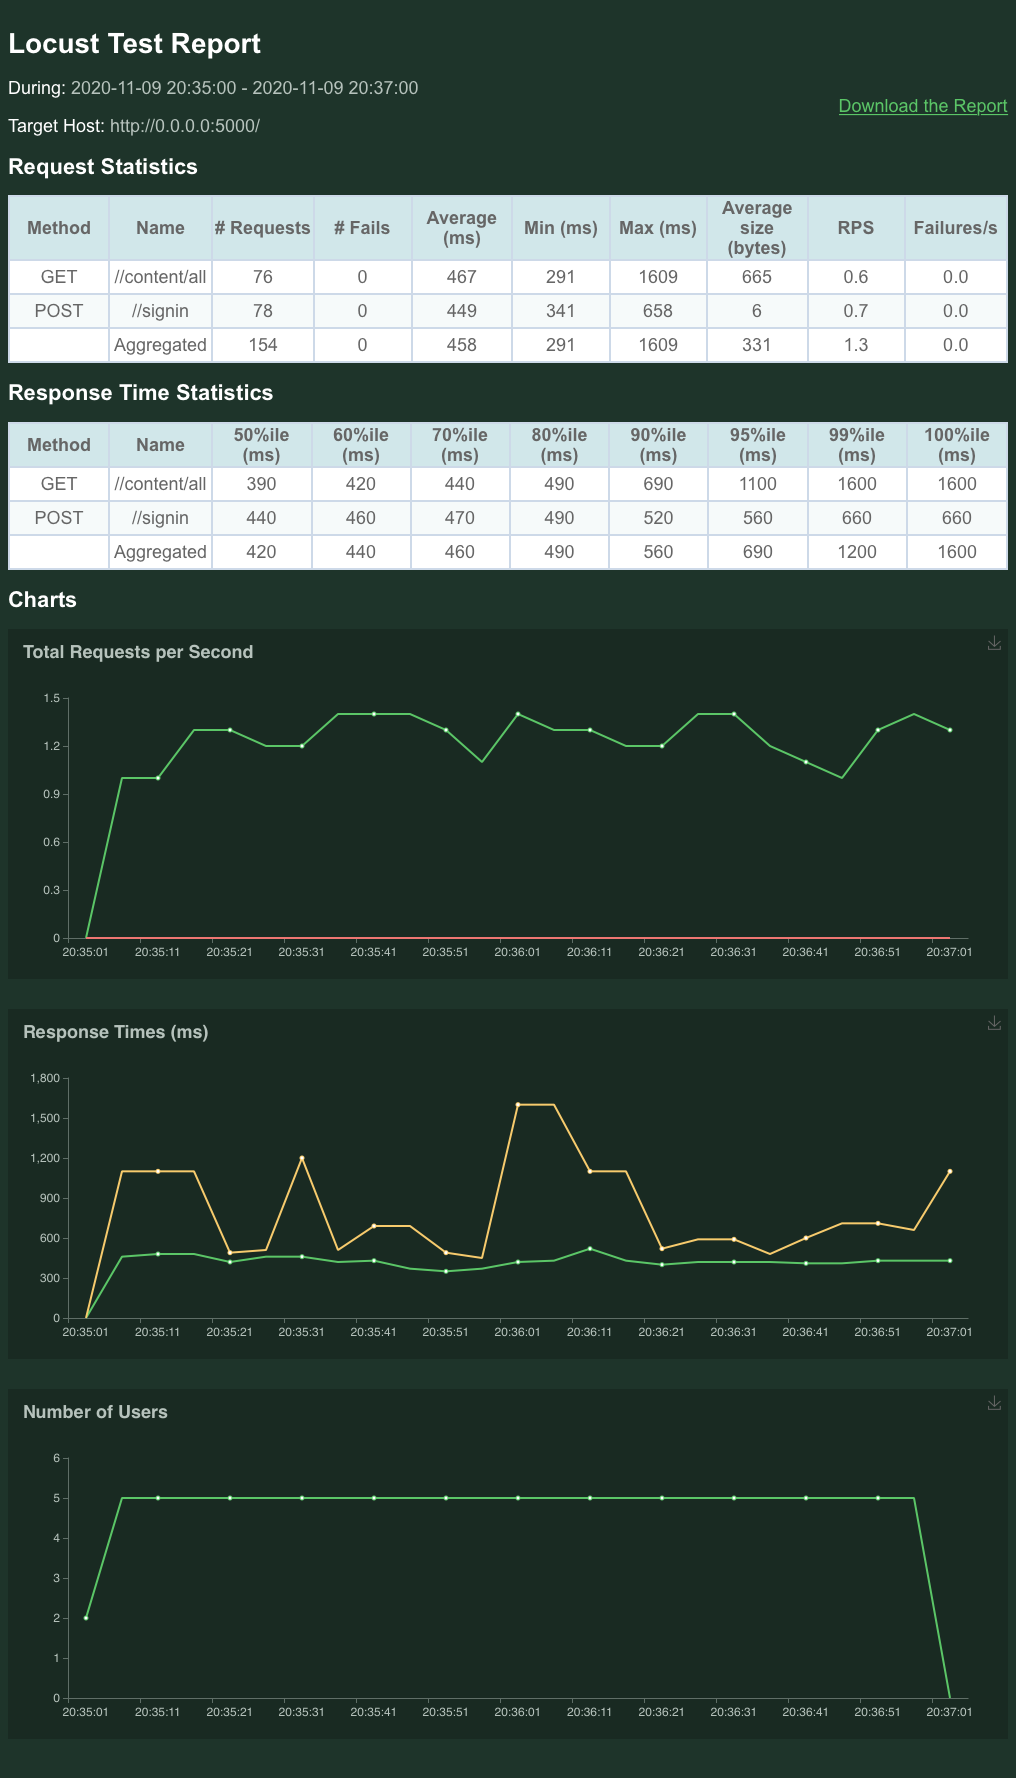 Locust Test Report
During: 2020-11-09 20:35:00 - 2020-11-09 20:37:00
Download the Report
Target Host: http://0.0.0.0:5000/
Request Statistics
Method Name # Requests # Fails Average (ms) Min (ms) Max (ms) Average size (bytes) RPS Failures/s
GET //content/all 76 0 467 291 1609 665 0.6 0.0
POST //signin 78 0 449 341 658 6 0.7 0.0
Aggregated 154 0 458 291 1609 331 1.3 0.0
Response Time Statistics
Method Name 50%ile (ms) 60%ile (ms) 70%ile (ms) 80%ile (ms) 90%ile (ms) 95%ile (ms) 99%ile (ms) 100%ile (ms)
GET //content/all 390 420 440 490 690 1100 1600 1600
POST //signin 440 460 470 490 520 560 660 660
Aggregated 420 440 460 490 560 690 1200 1600
Charts
Total Requests per Second
1.5
1.2
0.9
0.6
0.3
0
20:35:01 20:35:11 20:35:21 20:35:31 20:35:41 20:35:51 20:36:01 20:36:11 20:36:21 20:36:31 20:36:41 20:36:51 20:37:01
Response Times (ms)
1,800
1,500
1,200
900
600
300
0
20:35:01 20:35:11 20:35:21 20:35:31 20:35:41 20:35:51 20:36:01 20:36:11 20:36:21 20:36:31 20:36:41 20:36:51 20:37:01
Number of Users
6
5
4
3
2
1
0
20:35:01 20:35:11 20:35:21 20:35:31 20:35:41 20:35:51 20:36:01 20:36:11 20:36:21 20:36:31 20:36:41 20:36:51 20:37:01